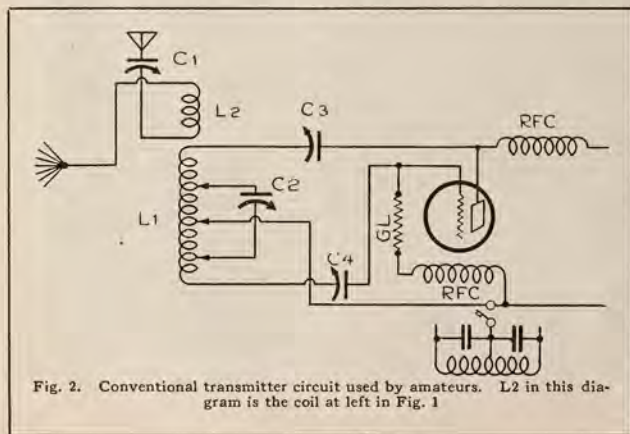 C1
L2
C3
RFC
C2
L1
GL
C4
RFC
Fig. 2. Conventional transmitter circuit used by amateurs. L2 in this dia-
gram is the coil at left in Fig. 1